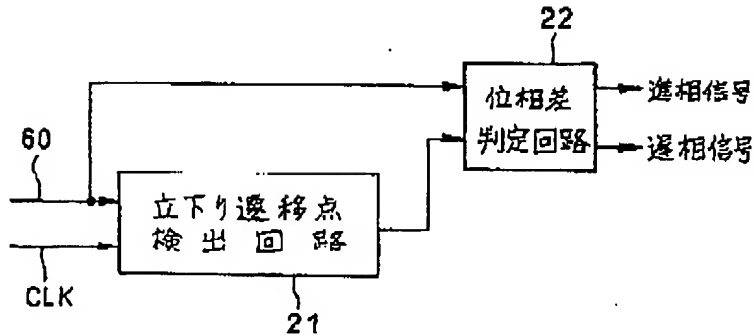 22
位相差
判定回路
進相信号
遅相信号
60
立下り遷移点
検出回路
CLK
21